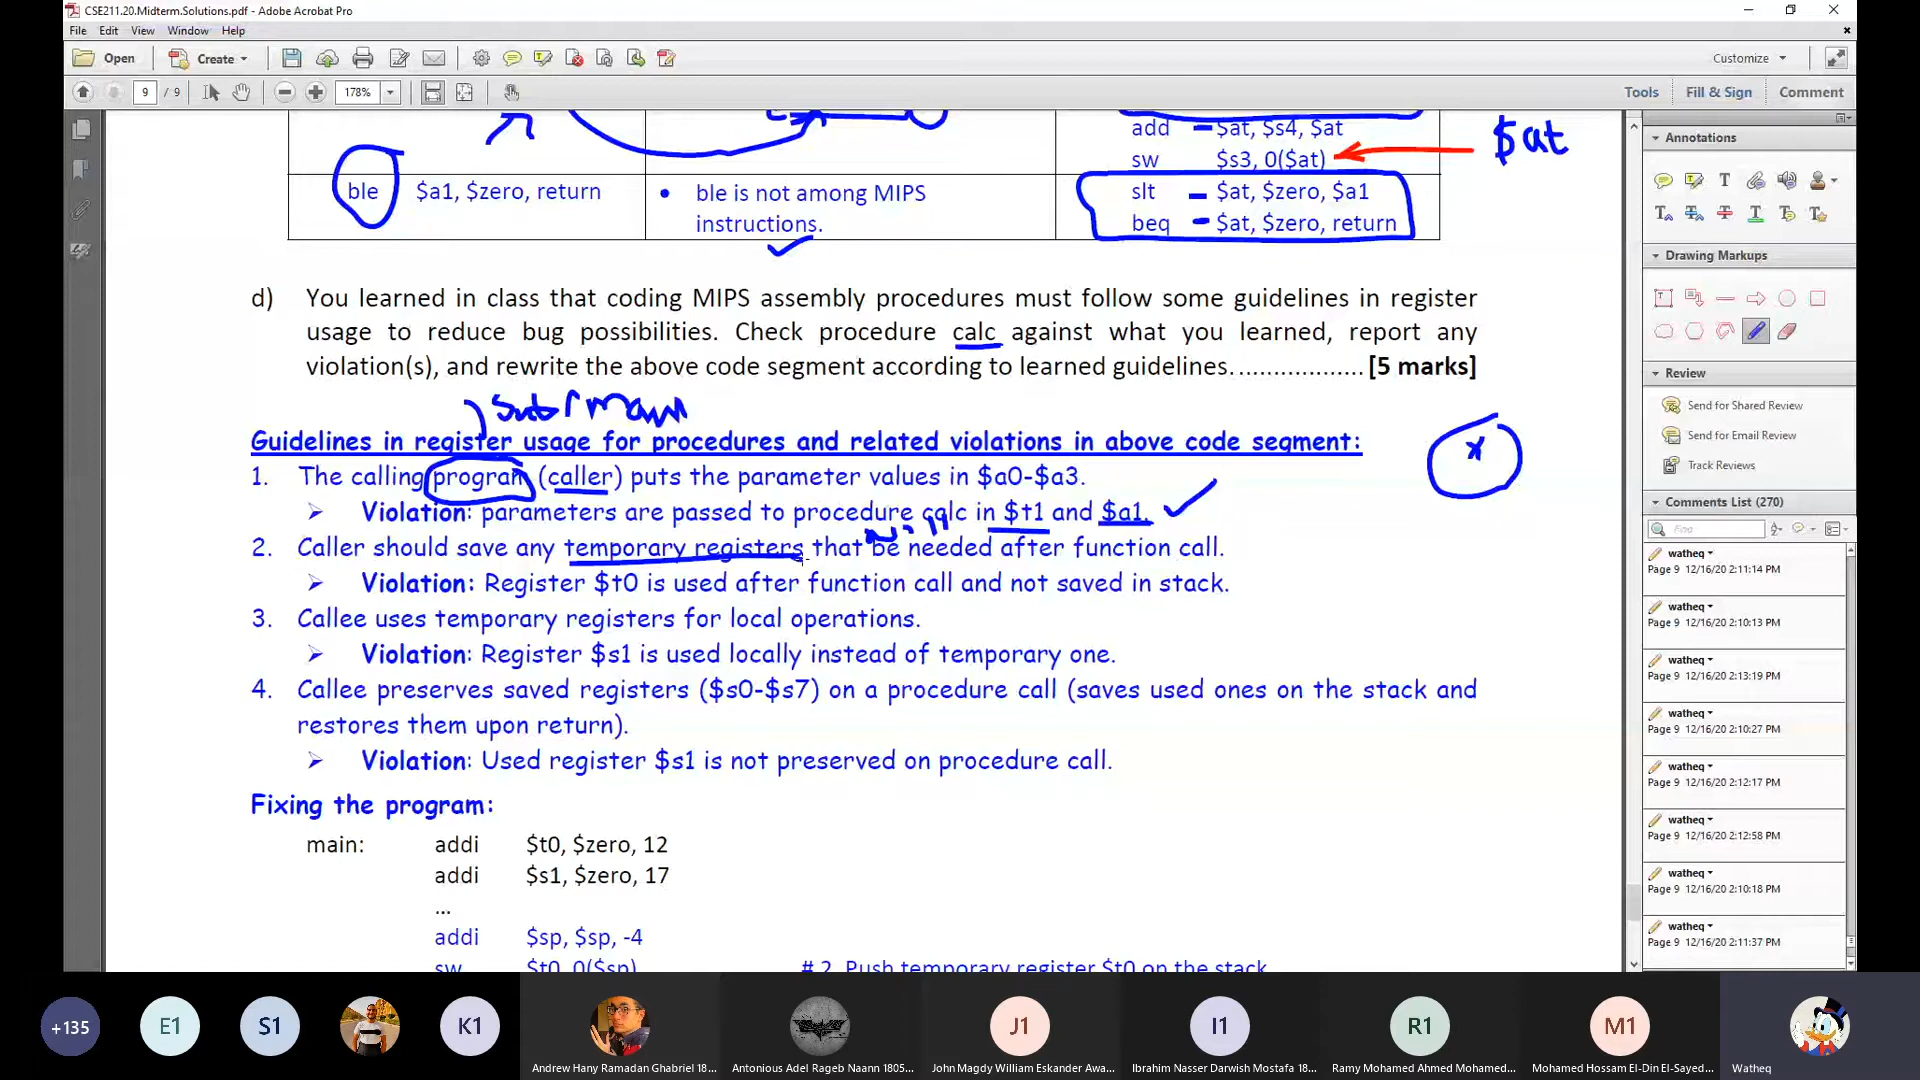 CSE211.20.Midterm.Solutions.pdf - Adobe Acrobat Pro
File Edit View Window Help
Open Create Customize
9 / 9 178% Tools Fill & Sign Comment
add $at, $s4, $at
sw $s3, 0($at)
$at
ble $a1, $zero, return • ble is not among MIPS instructions.
slt $at, $zero, $a1
beq $at, $zero, return
d) You learned in class that coding MIPS assembly procedures must follow some guidelines in register
usage to reduce bug possibilities. Check procedure calc against what you learned, report any
violation(s), and rewrite the above code segment according to learned guidelines................... [5 marks]
Guidelines in register usage for procedures and related violations in above code segment:
1. The calling program (caller) puts the parameter values in $a0-$a3.
➢ Violation: parameters are passed to procedure calc in $t1 and $a1.
will
2. Caller should save any temporary registers that be needed after function call.
➢ Violation: Register $t0 is used after function call and not saved in stack.
3. Callee uses temporary registers for local operations.
➢ Violation: Register $s1 is used locally instead of temporary one.
4. Callee preserves saved registers ($s0-$s7) on a procedure call (saves used ones on the stack and
restores them upon return).
➢ Violation: Used register $s1 is not preserved on procedure call.
Fixing the program:
main: addi $t0, $zero, 12
addi $s1, $zero, 17
...
addi $sp, $sp, -4
sw $t0, 0($sp) # 2. Push temporary register $t0 on the stack
Annotations
Drawing Markups
Review
Send for Shared Review
Send for Email Review
Track Reviews
Comments List (270)
Find
watheq
Page 9 12/16/20 2:11:14 PM
watheq
Page 9 12/16/20 2:10:13 PM
watheq
Page 9 12/16/20 2:13:19 PM
watheq
Page 9 12/16/20 2:10:27 PM
watheq
Page 9 12/16/20 2:12:17 PM
watheq
Page 9 12/16/20 2:12:58 PM
watheq
Page 9 12/16/20 2:10:18 PM
watheq
Page 9 12/16/20 2:11:37 PM
+135 E1 S1 K1 J1 I1 R1 M1
Andrew Hany Ramadan Ghabriel 18...
Antonious Adel Rageb Naann 1805...
John Magdy William Eskander Awa...
Ibrahim Nasser Darwish Mostafa 18...
Ramy Mohamed Ahmed Mohamed...
Mohamed Hossam El-Din El-Sayed...
Watheq